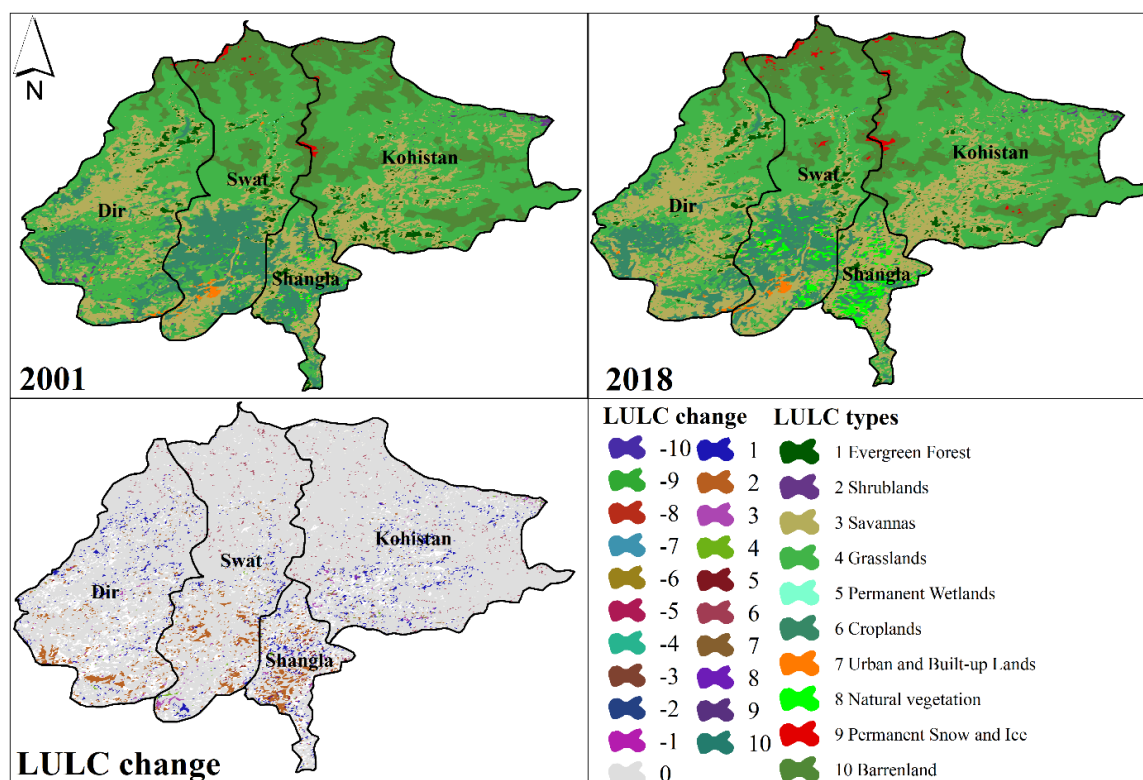 N
Kohistan
Swat
Dir
Shangla
2001
Kohistan
Swat
Dir
Shangla
2018
Kohistan
Swat
Dir
Shangla
LULC change
LULC change LULC types
-10 1 1 Evergreen Forest
-9 2 2 Shrublands
-8 3 3 Savannas
-7 4 4 Grasslands
-6 5 5 Permanent Wetlands
-5 6 6 Croplands
-4 7 7 Urban and Built-up Lands
-3 8 8 Natural vegetation
-2 9 9 Permanent Snow and Ice
-1 10 10 Barrenland
0